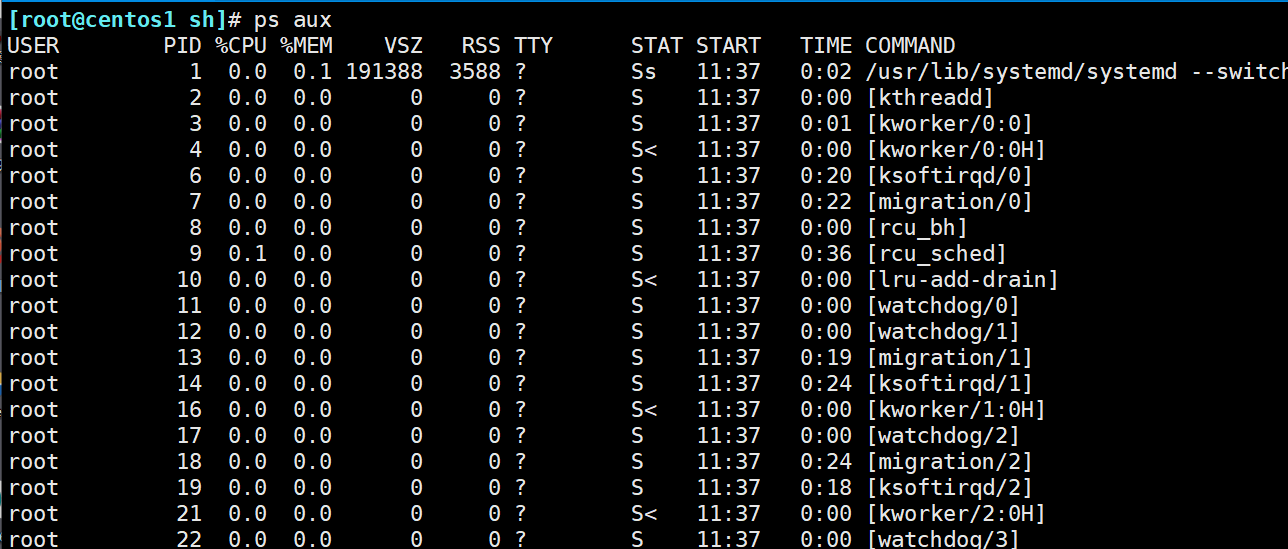 [root@centos1 sh]# ps aux
USER        PID %CPU %MEM    VSZ   RSS TTY      STAT START   TIME COMMAND
root          1  0.0  0.1 191388  3588 ?        Ss   11:37   0:02 /usr/lib/systemd/systemd --switch
root          2  0.0  0.0      0     0 ?        S    11:37   0:00 [kthreadd]
root          3  0.0  0.0      0     0 ?        S    11:37   0:01 [kworker/0:0]
root          4  0.0  0.0      0     0 ?        S<   11:37   0:00 [kworker/0:0H]
root          6  0.0  0.0      0     0 ?        S    11:37   0:20 [ksoftirqd/0]
root          7  0.0  0.0      0     0 ?        S    11:37   0:22 [migration/0]
root          8  0.0  0.0      0     0 ?        S    11:37   0:00 [rcu_bh]
root          9  0.1  0.0      0     0 ?        S    11:37   0:36 [rcu_sched]
root         10  0.0  0.0      0     0 ?        S<   11:37   0:00 [lru-add-drain]
root         11  0.0  0.0      0     0 ?        S    11:37   0:00 [watchdog/0]
root         12  0.0  0.0      0     0 ?        S    11:37   0:00 [watchdog/1]
root         13  0.0  0.0      0     0 ?        S    11:37   0:19 [migration/1]
root         14  0.0  0.0      0     0 ?        S    11:37   0:24 [ksoftirqd/1]
root         16  0.0  0.0      0     0 ?        S<   11:37   0:00 [kworker/1:0H]
root         17  0.0  0.0      0     0 ?        S    11:37   0:00 [watchdog/2]
root         18  0.0  0.0      0     0 ?        S    11:37   0:24 [migration/2]
root         19  0.0  0.0      0     0 ?        S    11:37   0:18 [ksoftirqd/2]
root         21  0.0  0.0      0     0 ?        S<   11:37   0:00 [kworker/2:0H]
root         22  0.0  0.0      0     0 ?        S    11:37   0:00 [watchdog/3]